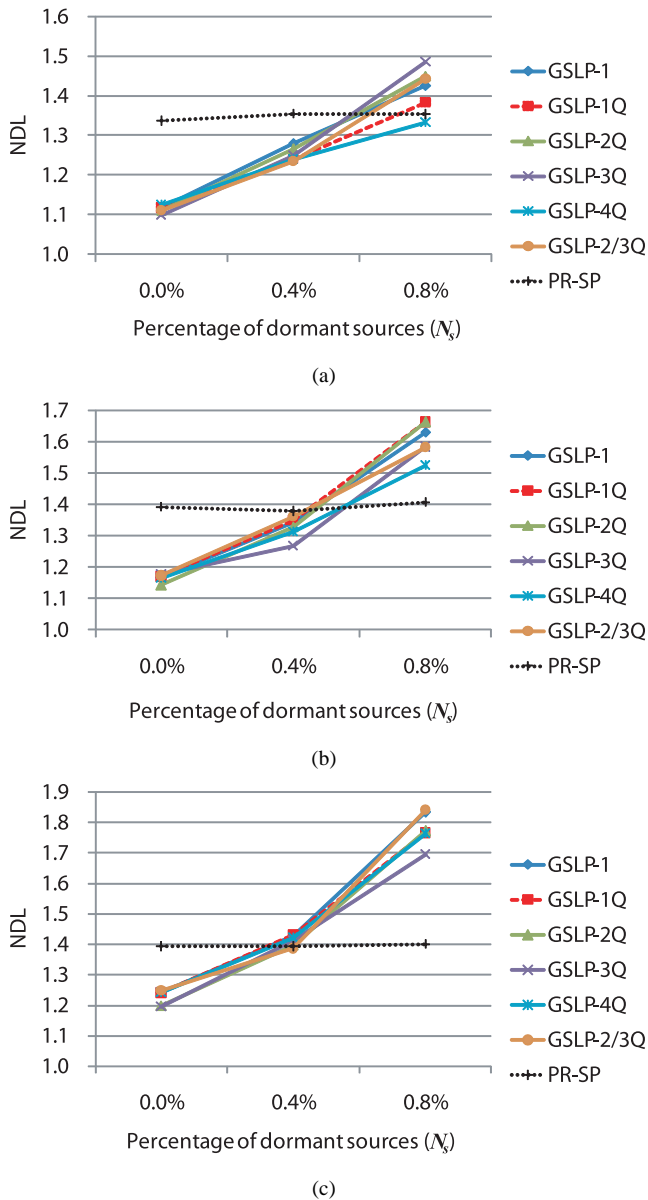 1.6
1.5
1.4
1.3
1.2
1.1
1.0
NDL
0.0% 0.4% 0.8%
Percentage of dormant sources (Ns)
GSLP-1
GSLP-1Q
GSLP-2Q
GSLP-3Q
GSLP-4Q
GSLP-2/3Q
PR-SP
(a)
1.7
1.6
1.5
1.4
1.3
1.2
1.1
1.0
NDL
0.0% 0.4% 0.8%
Percentage of dormant sources (Ns)
GSLP-1
GSLP-1Q
GSLP-2Q
GSLP-3Q
GSLP-4Q
GSLP-2/3Q
PR-SP
(b)
1.9
1.8
1.7
1.6
1.5
1.4
1.3
1.2
1.1
1.0
NDL
0.0% 0.4% 0.8%
Percentage of dormant sources (Ns)
GSLP-1
GSLP-1Q
GSLP-2Q
GSLP-3Q
GSLP-4Q
GSLP-2/3Q
PR-SP
(c)